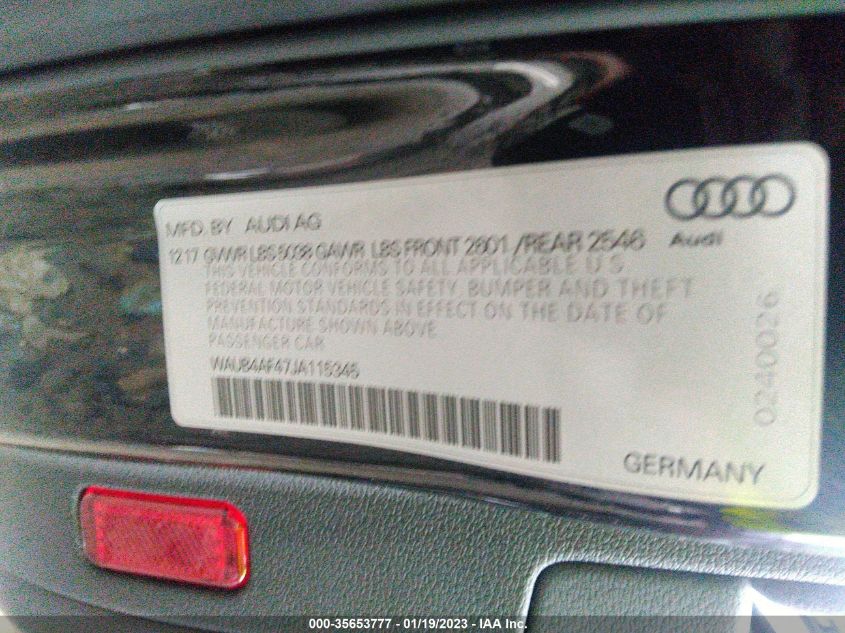 MFD. BY AUDI AG
12 17 GVWR LBS 5038 GAWR LBS FRONT 2601 /REAR 2546
THIS VEHICLE CONFORMS TO ALL APPLICABLE U S
FEDERAL MOTOR VEHICLE SAFETY, BUMPER AND THEFT
PREVENTION STANDARDS IN EFFECT ON THE DATE OF
MANUFACTURE SHOWN ABOVE
PASSENGER CAR
WAUB4AF47JA115345
Audi
0240026
GERMANY
000-35653777 - 01/19/2023 - IAA Inc.